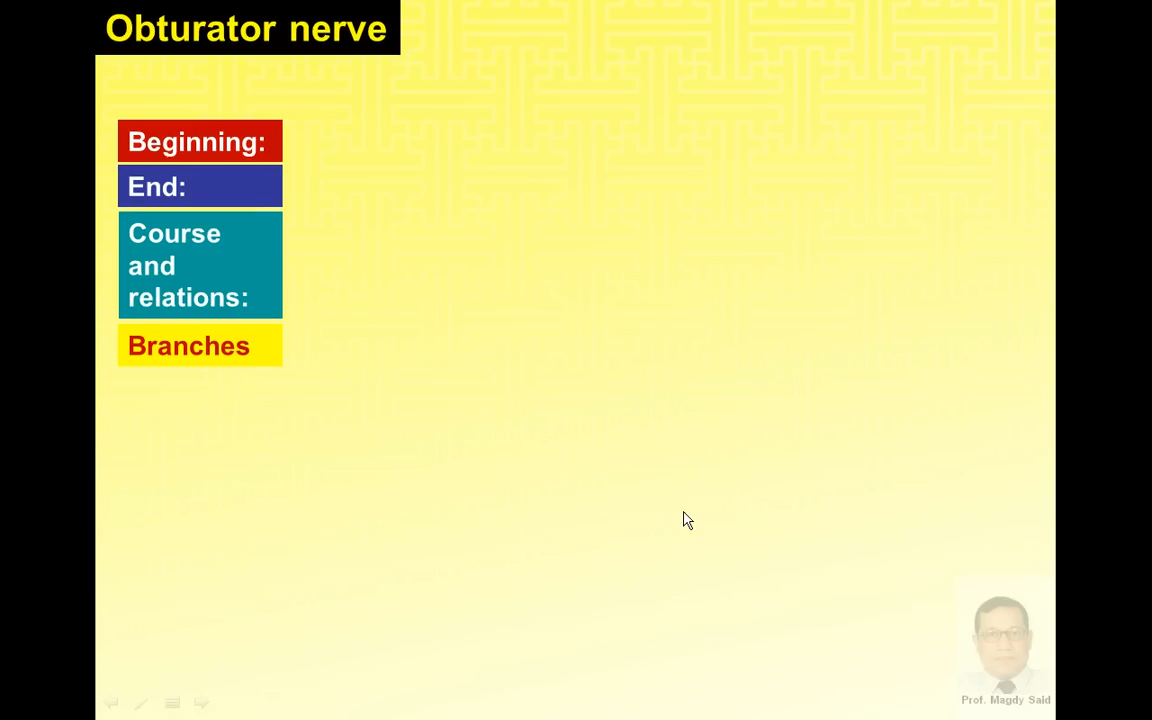 Obturator nerve
Beginning:
End:
Course
and
relations:
Branches
Prof. Magdy Said